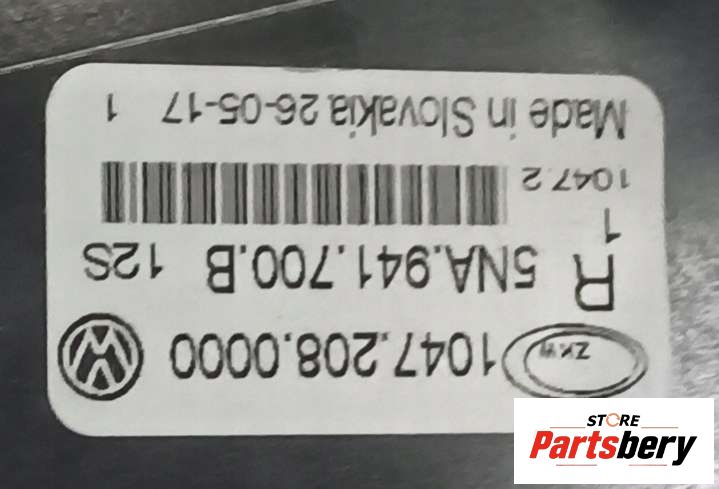 ZKW 1047.208.0000
R 5NA.941.700.B 12S
1
1047.2
Made in Slovakia 26-05-17 1
STORE
Partsbery